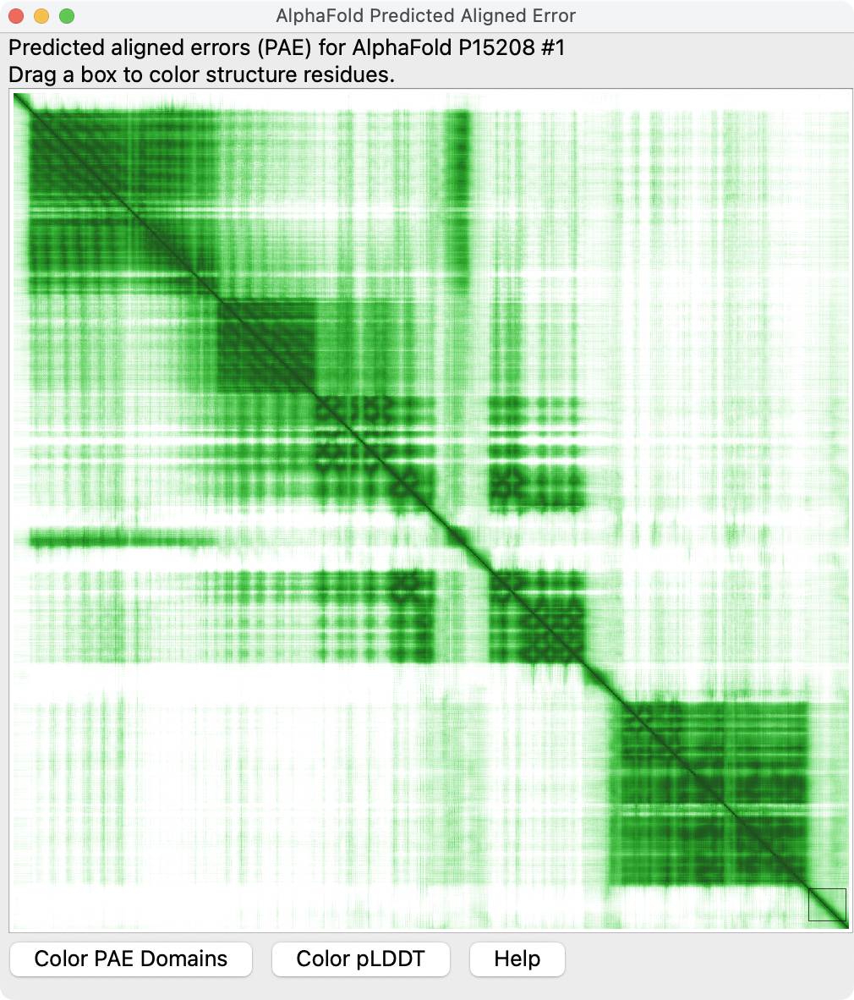 AlphaFold Predicted Aligned Error
Predicted aligned errors (PAE) for AlphaFold P15208 #1
Drag a box to color structure residues.
Color PAE Domains
Color pLDDT
Help